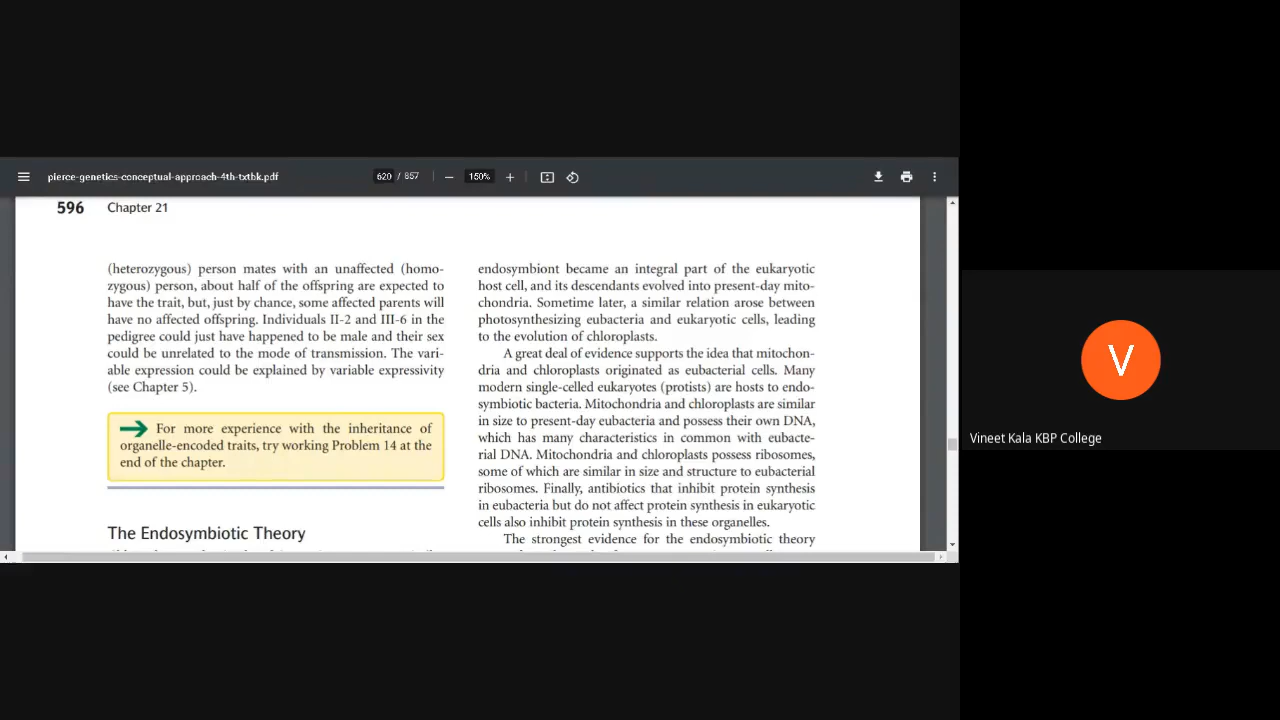 pierce-genetics-conceptual-approach-4th-txtbk.pdf
620 / 857
150%
596 Chapter 21
(heterozygous) person mates with an unaffected (homo-
zygous) person, about half of the offspring are expected to
have the trait, but, just by chance, some affected parents will
have no affected offspring. Individuals II-2 and III-6 in the
pedigree could just have happened to be male and their sex
could be unrelated to the mode of transmission. The vari-
able expression could be explained by variable expressivity
(see Chapter 5).
For more experience with the inheritance of
organelle-encoded traits, try working Problem 14 at the
end of the chapter.
The Endosymbiotic Theory
endosymbiont became an integral part of the eukaryotic
host cell, and its descendants evolved into present-day mito-
chondria. Sometime later, a similar relation arose between
photosynthesizing eubacteria and eukaryotic cells, leading
to the evolution of chloroplasts.
A great deal of evidence supports the idea that mitochon-
dria and chloroplasts originated as eubacterial cells. Many
modern single-celled eukaryotes (protists) are hosts to endo-
symbiotic bacteria. Mitochondria and chloroplasts are similar
in size to present-day eubacteria and possess their own DNA,
which has many characteristics in common with eubacte-
rial DNA. Mitochondria and chloroplasts possess ribosomes,
some of which are similar in size and structure to eubacterial
ribosomes. Finally, antibiotics that inhibit protein synthesis
in eubacteria but do not affect protein synthesis in eukaryotic
cells also inhibit protein synthesis in these organelles.
The strongest evidence for the endosymbiotic theory
V
Vineet Kala KBP College